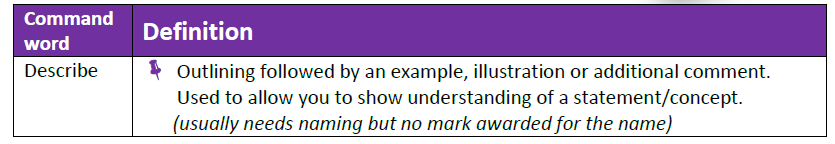 Command
word
Definition
Describe
Outlining followed by an example, illustration or additional comment.
Used to allow you to show understanding of a statement/concept.
(usually needs naming but no mark awarded for the name)